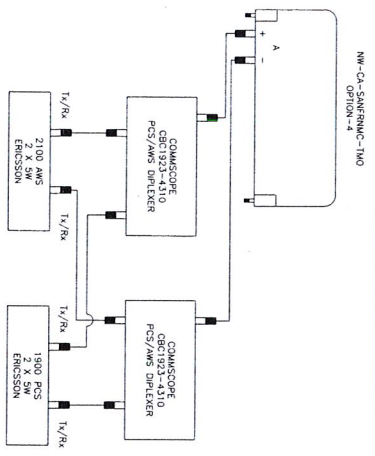 NW-CA-SANFRNMC-TMO
OPTION-4
A
+
-
COMMSCOPE
CBC1923-4310
PCS/AWS DIPLEXER
COMMSCOPE
CBC1923-4310
PCS/AWS DIPLEXER
Tx/Rx
Tx/Rx
2100 AWS
2 X 5W
ERICSSON
Tx/Rx
Tx/Rx
1900 PCS
2 X 5W
ERICSSON